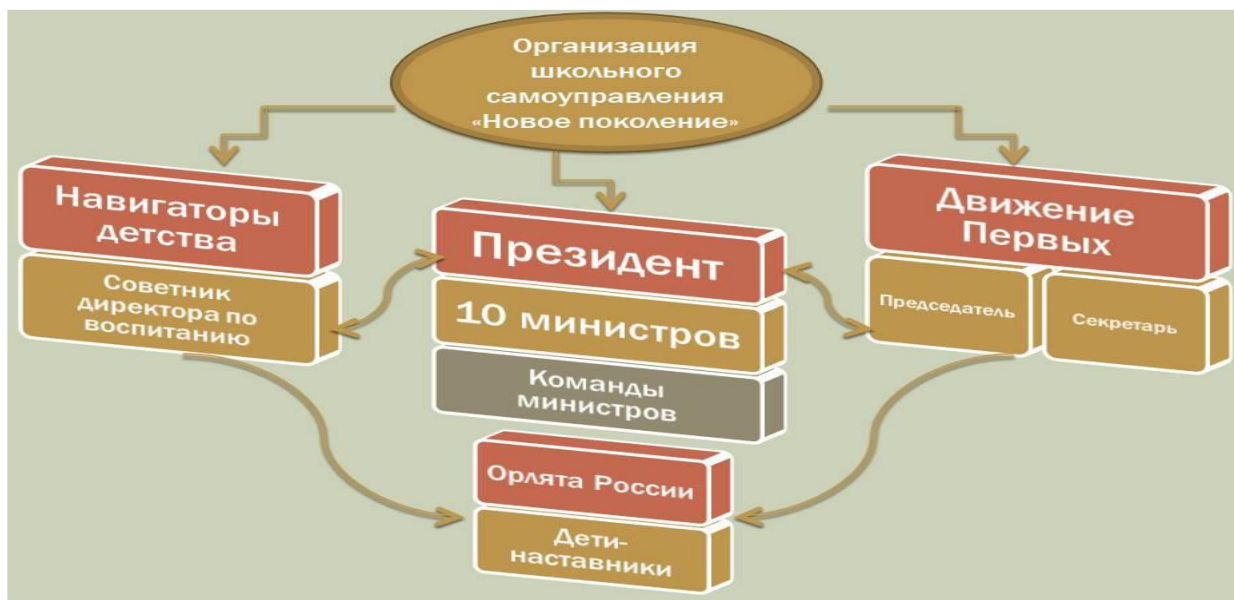 Организация
школьного
самоуправления
«Новое поколение»
Навигаторы
детства
Советник
директора по
воспитанию
Президент
10 министров
Команды
министров
Движение
Первых
Председатель
Секретарь
Орлята России
Дети-
наставники